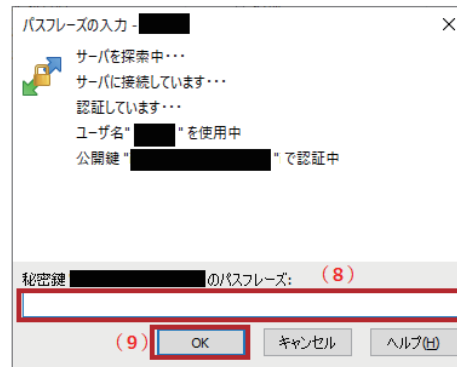 パスフレーズの入力 -
サーバを探索中・・・
サーバに接続しています・・・
認証しています・・・
ユーザ名" "を使用中
公開鍵 " "で認証中
秘密鍵 のパスフレーズ: (8)
(9) OK キャンセル ヘルプ(H)